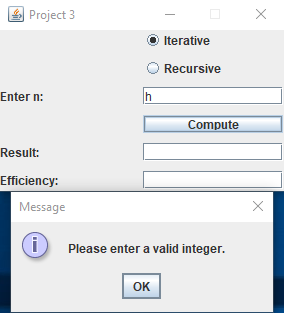 Project 3
Iterative
Recursive
Enter n: h
Compute
Result:
Efficiency:
Message
Please enter a valid integer.
OK